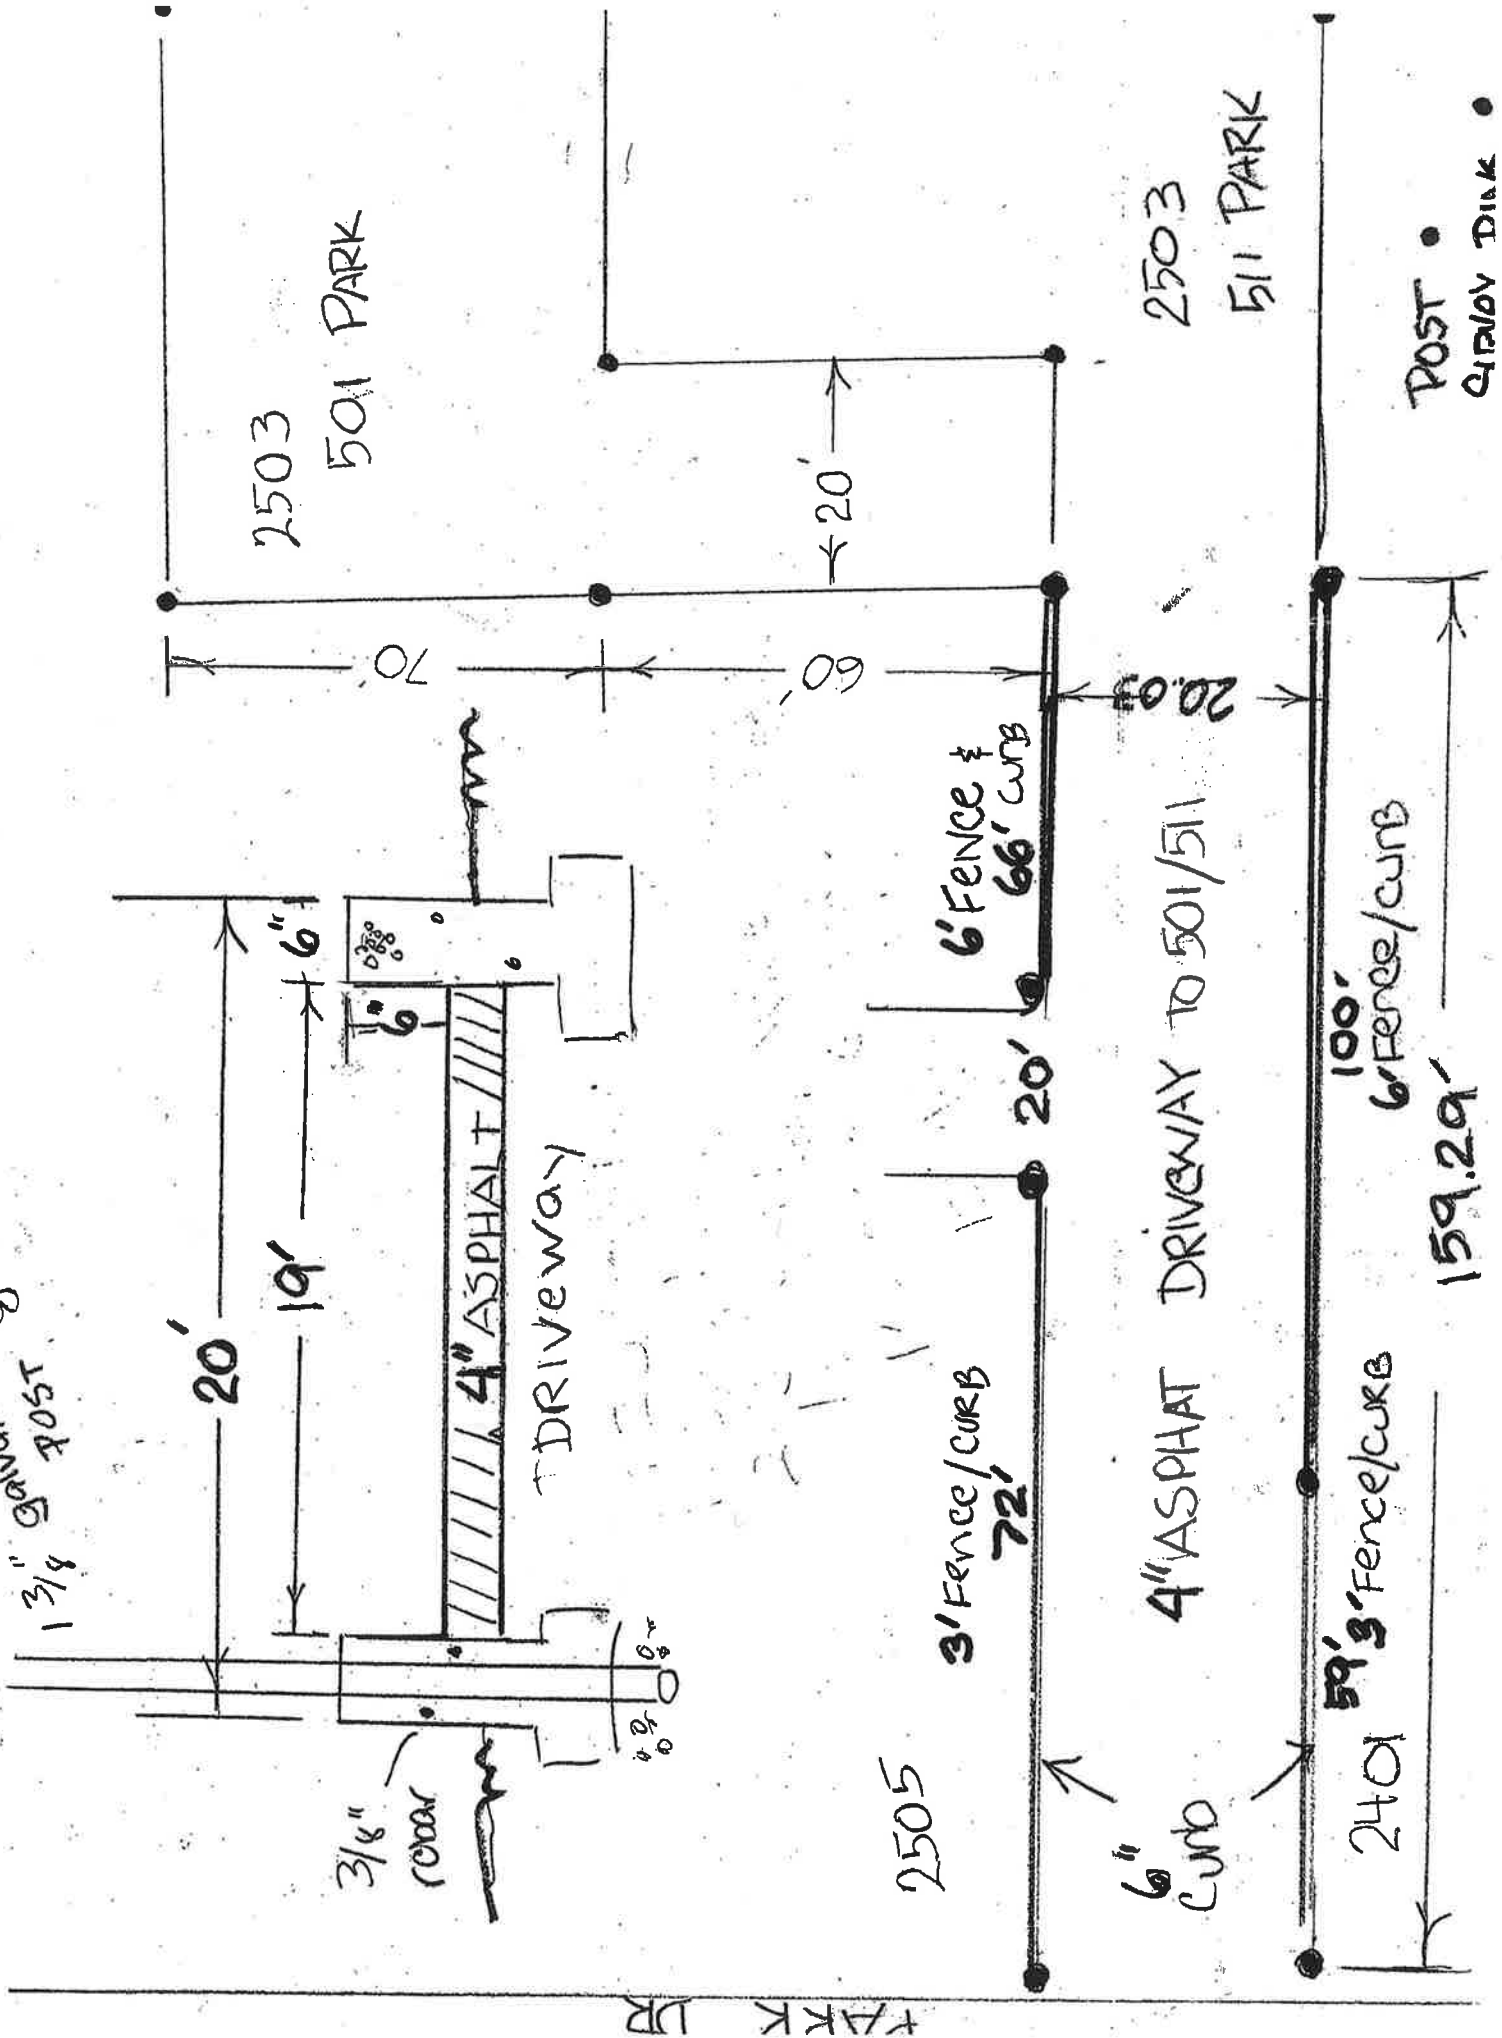 1 3/8" galvan
POST
20'
19'
6"
6"
4" ASPHALT
DRIVEWAY
3/8"
rebar
2503
501 PARK
70'
60'
20'
20.03
2503
511 PARK
2505
3' Fence/CURB
72'
20'
6' Fence &
66' Curb
4" ASPHAT DRIVEWAY TO 501/511
6"
Curb
2401
59' 3' Fence/CURB
100'
6' Fence/CURB
159.29'
POST
PARK DR